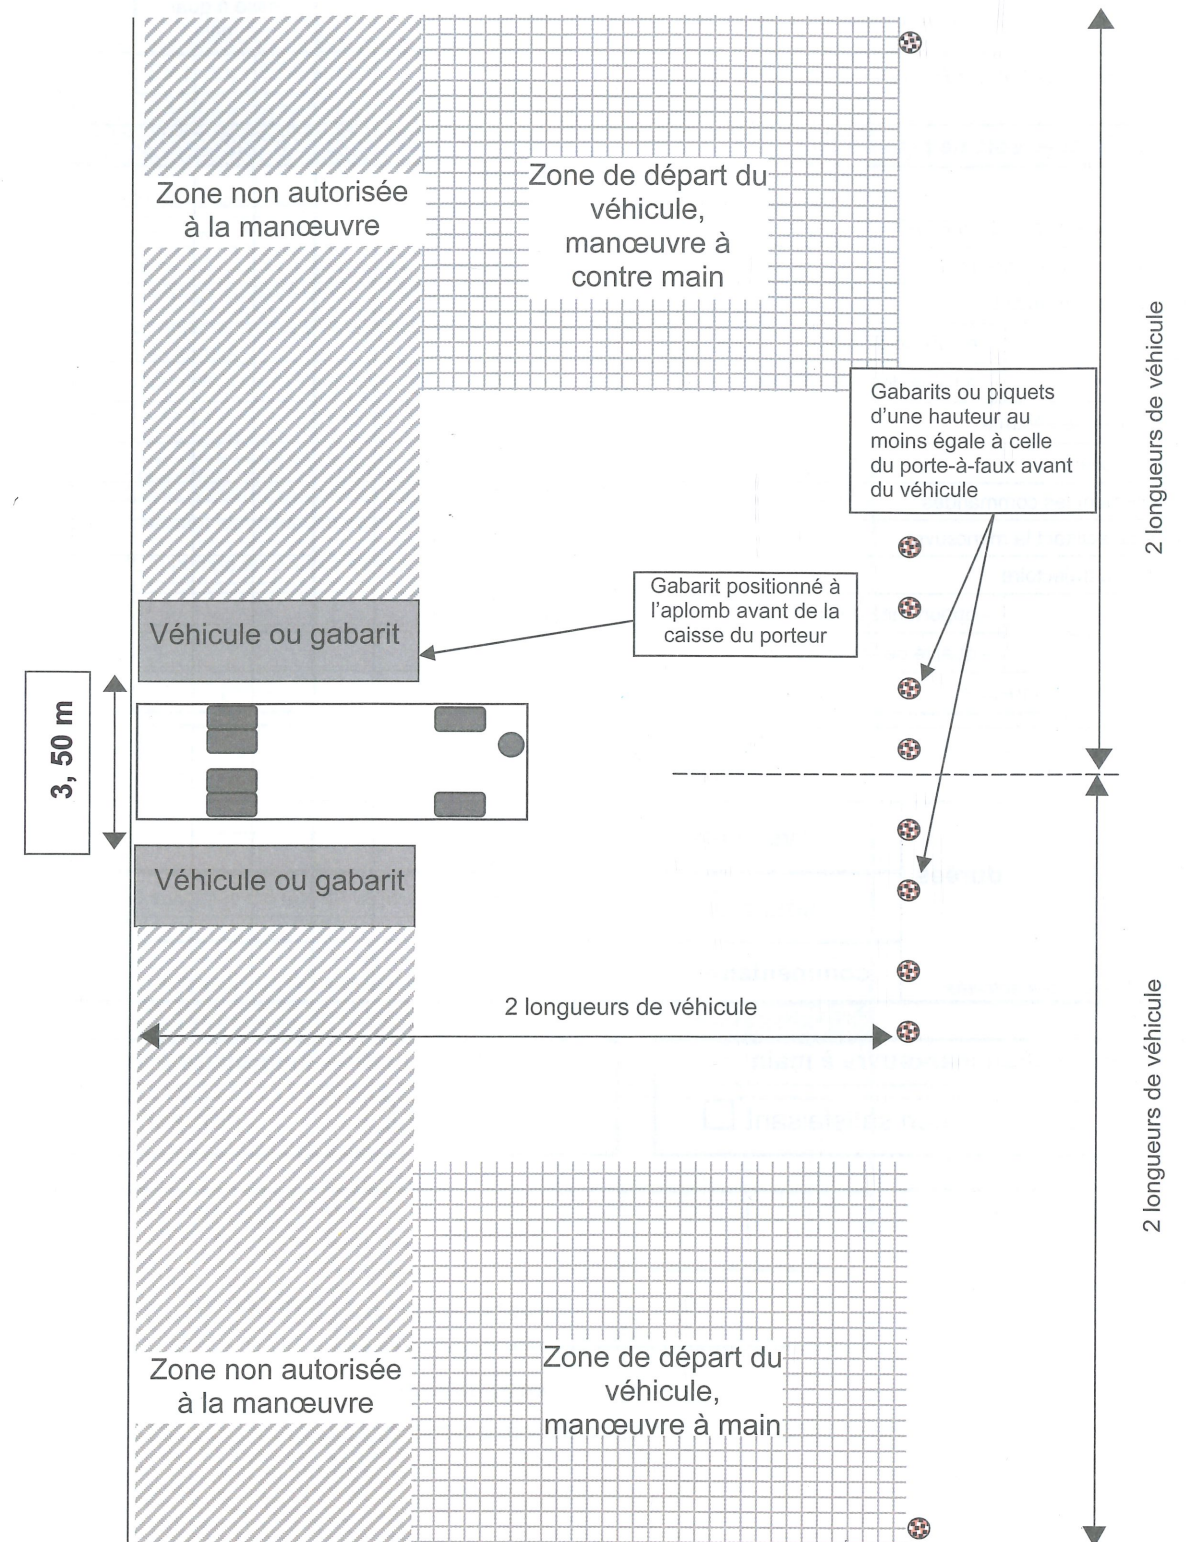 Zone non autorisée
à la manœuvre
Zone de départ du
véhicule,
manœuvre à
contre main
2 longueurs de véhicule
Gabarits ou piquets
d'une hauteur au
moins égale à celle
du porte-à-faux avant
du véhicule
Gabarit positionné à
l'aplomb avant de la
caisse du porteur
Véhicule ou gabarit
3, 50 m
Véhicule ou gabarit
2 longueurs de véhicule
2 longueurs de véhicule
Zone non autorisée
à la manœuvre
Zone de départ du
véhicule,
manœuvre à main